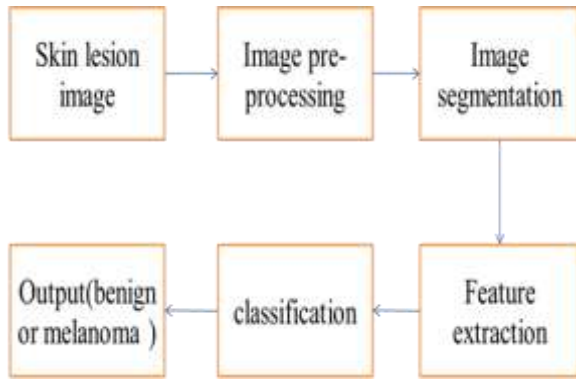 Skin lesion
image
Image pre-
processing
Image
segmentation
Feature
extraction
classification
Output(benign
or melanoma )